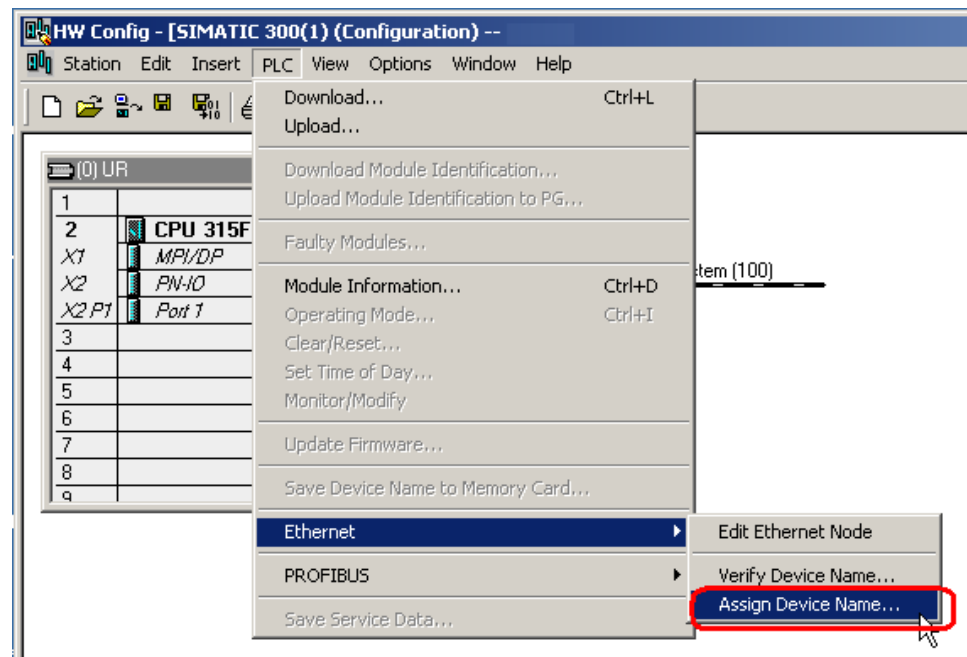 HW Config - [SIMATIC 300(1) (Configuration) --
Station Edit Insert PLC View Options Window Help
Download... Ctrl+L
Upload...
Download Module Identification...
Upload Module Identification to PG...
Faulty Modules...
Module Information... Ctrl+D
Operating Mode... Ctrl+I
Clear/Reset...
Set Time of Day...
Monitor/Modify
Update Firmware...
Save Device Name to Memory Card...
Ethernet
PROFIBUS
Save Service Data...
Edit Ethernet Node
Verify Device Name...
Assign Device Name...
(0) UR
1
2 CPU 315F
X1 MPI/DP
X2 PN-IO
X2 P1 Port 1
3
4
5
6
7
8
9
stem (100)